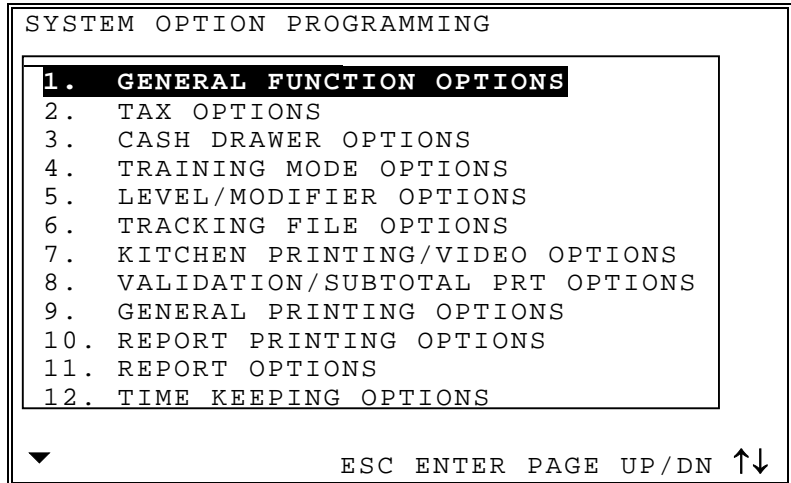 SYSTEM OPTION PROGRAMMING
1. GENERAL FUNCTION OPTIONS
2. TAX OPTIONS
3. CASH DRAWER OPTIONS
4. TRAINING MODE OPTIONS
5. LEVEL/MODIFIER OPTIONS
6. TRACKING FILE OPTIONS
7. KITCHEN PRINTING/VIDEO OPTIONS
8. VALIDATION/SUBTOTAL PRT OPTIONS
9. GENERAL PRINTING OPTIONS
10. REPORT PRINTING OPTIONS
11. REPORT OPTIONS
12. TIME KEEPING OPTIONS
ESC ENTER PAGE UP/DN ↑↓